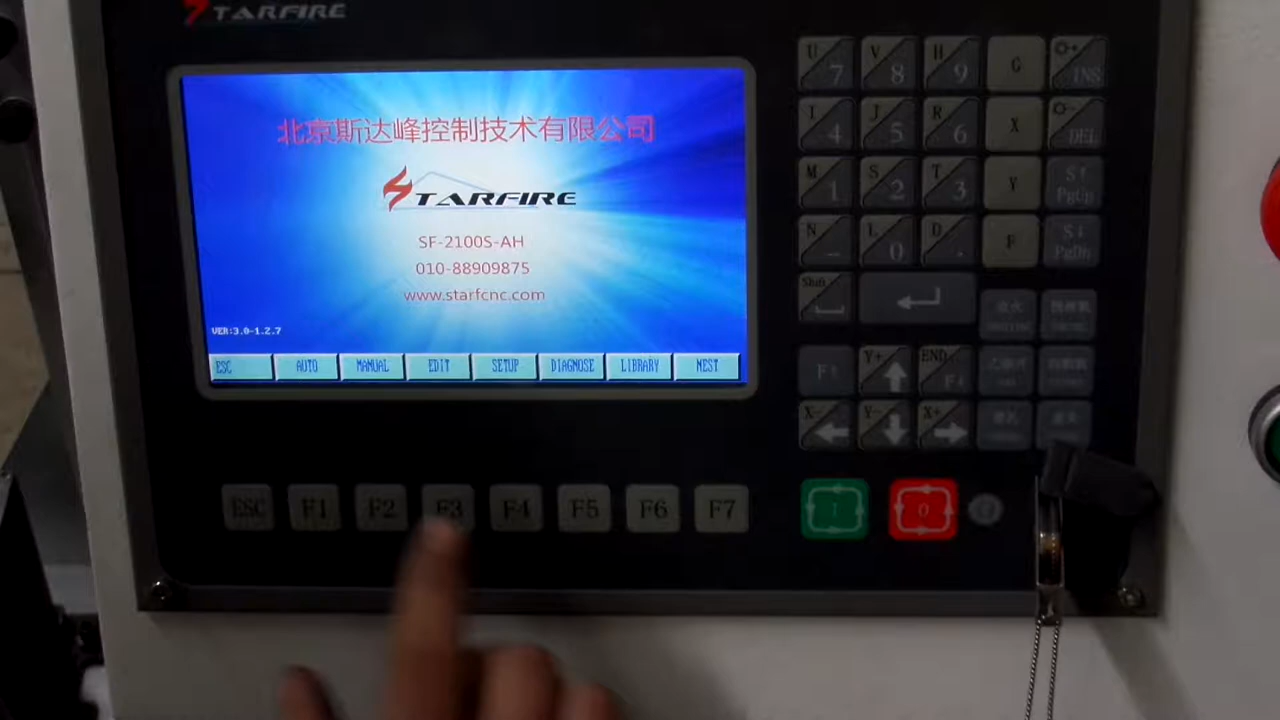 STARFIRE
北京斯达峰控制技术有限公司
STARFIRE
SF-2100S-AH
010-88909875
www.starfcnc.com
VER:3.0-1.2.7
ESC AUTO MANUAL EDIT SETUP DIAGNOSE LIBRARY NEST
U 7 V 8 H 9 G INS
I 4 J 5 R 6 X DEL
M 1 S 2 T 3 Y S↑ PgUp
N - L 0 D . F S↓ PgDn
Shift
F↑ Y+ END F↓
X- Y- X+
ESC F1 F2 F3 F4 F5 F6 F7 I O